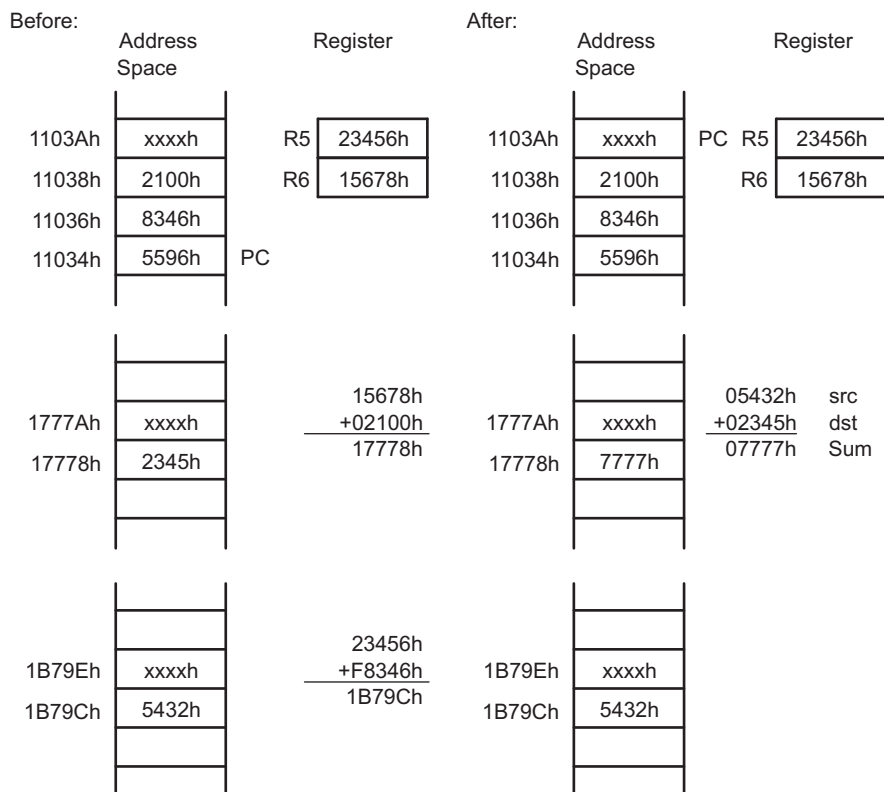 Before:
Address Space
Register
1103Ah xxxxh R5 23456h
11038h 2100h R6 15678h
11036h 8346h
11034h 5596h PC
15678h
1777Ah xxxxh +02100h
17778h 2345h 17778h
23456h
1B79Eh xxxxh +F8346h
1B79Ch 5432h 1B79Ch
After:
Address Space
Register
1103Ah xxxxh PC R5 23456h
11038h 2100h R6 15678h
11036h 8346h
11034h 5596h
05432h src
1777Ah xxxxh +02345h dst
17778h 7777h 07777h Sum
1B79Eh xxxxh
1B79Ch 5432h